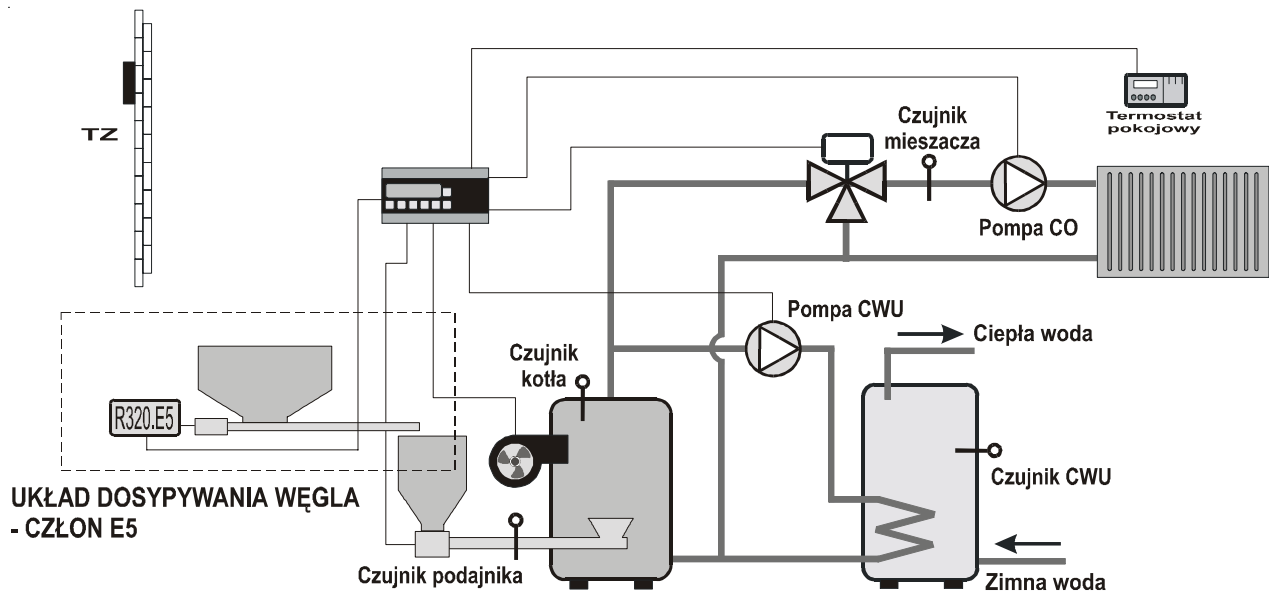 TZ
Termostat
pokojowy
Czujnik
mieszacza
Pompa CO
Pompa CWU
Ciepła woda
Czujnik
kotła
R320.E5
Czujnik CWU
UKŁAD DOSYPYWANIA WĘGLA
- CZŁON E5
Czujnik podajnika
Zimna woda